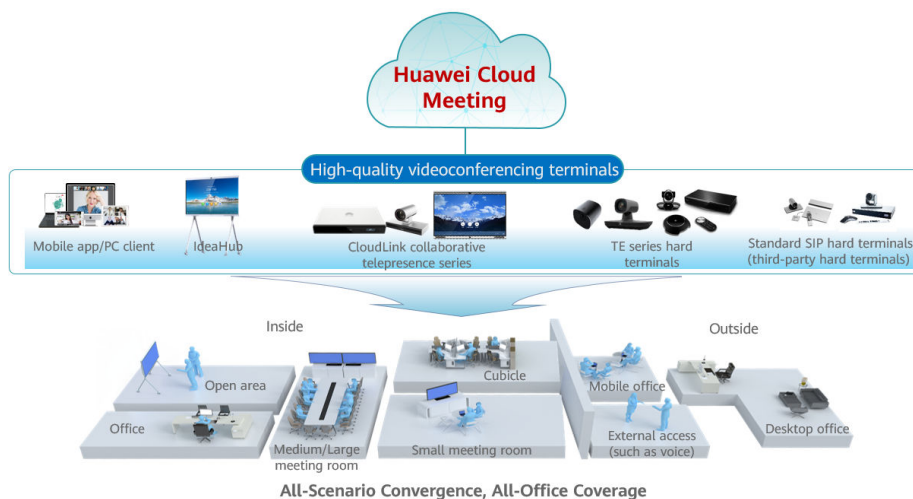 Huawei Cloud
Meeting
High-quality videoconferencing terminals
Mobile app/PC client
IdeaHub
CloudLink collaborative
telepresence series
TE series hard
terminals
Standard SIP hard terminals
(third-party hard terminals)
Inside
Outside
Open area
Cubicle
Mobile office
Office
Medium/Large
meeting room
Small meeting room
External access
(such as voice)
Desktop office
All-Scenario Convergence, All-Office Coverage